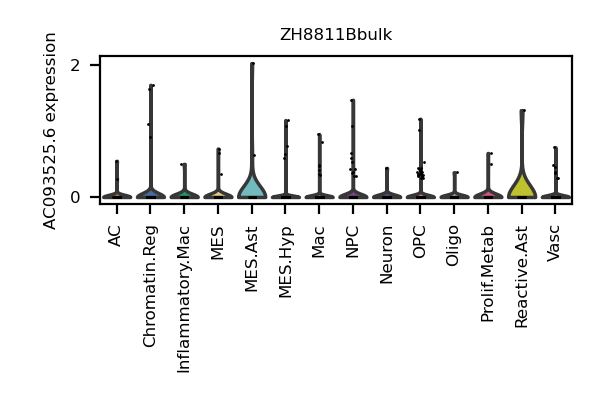 ZH8811Bbulk
AC093525.6 expression
2
0
AC
Chromatin.Reg
Inflammatory.Mac
MES
MES.Ast
MES.Hyp
Mac
NPC
Neuron
OPC
Oligo
Prolif.Metab
Reactive.Ast
Vasc